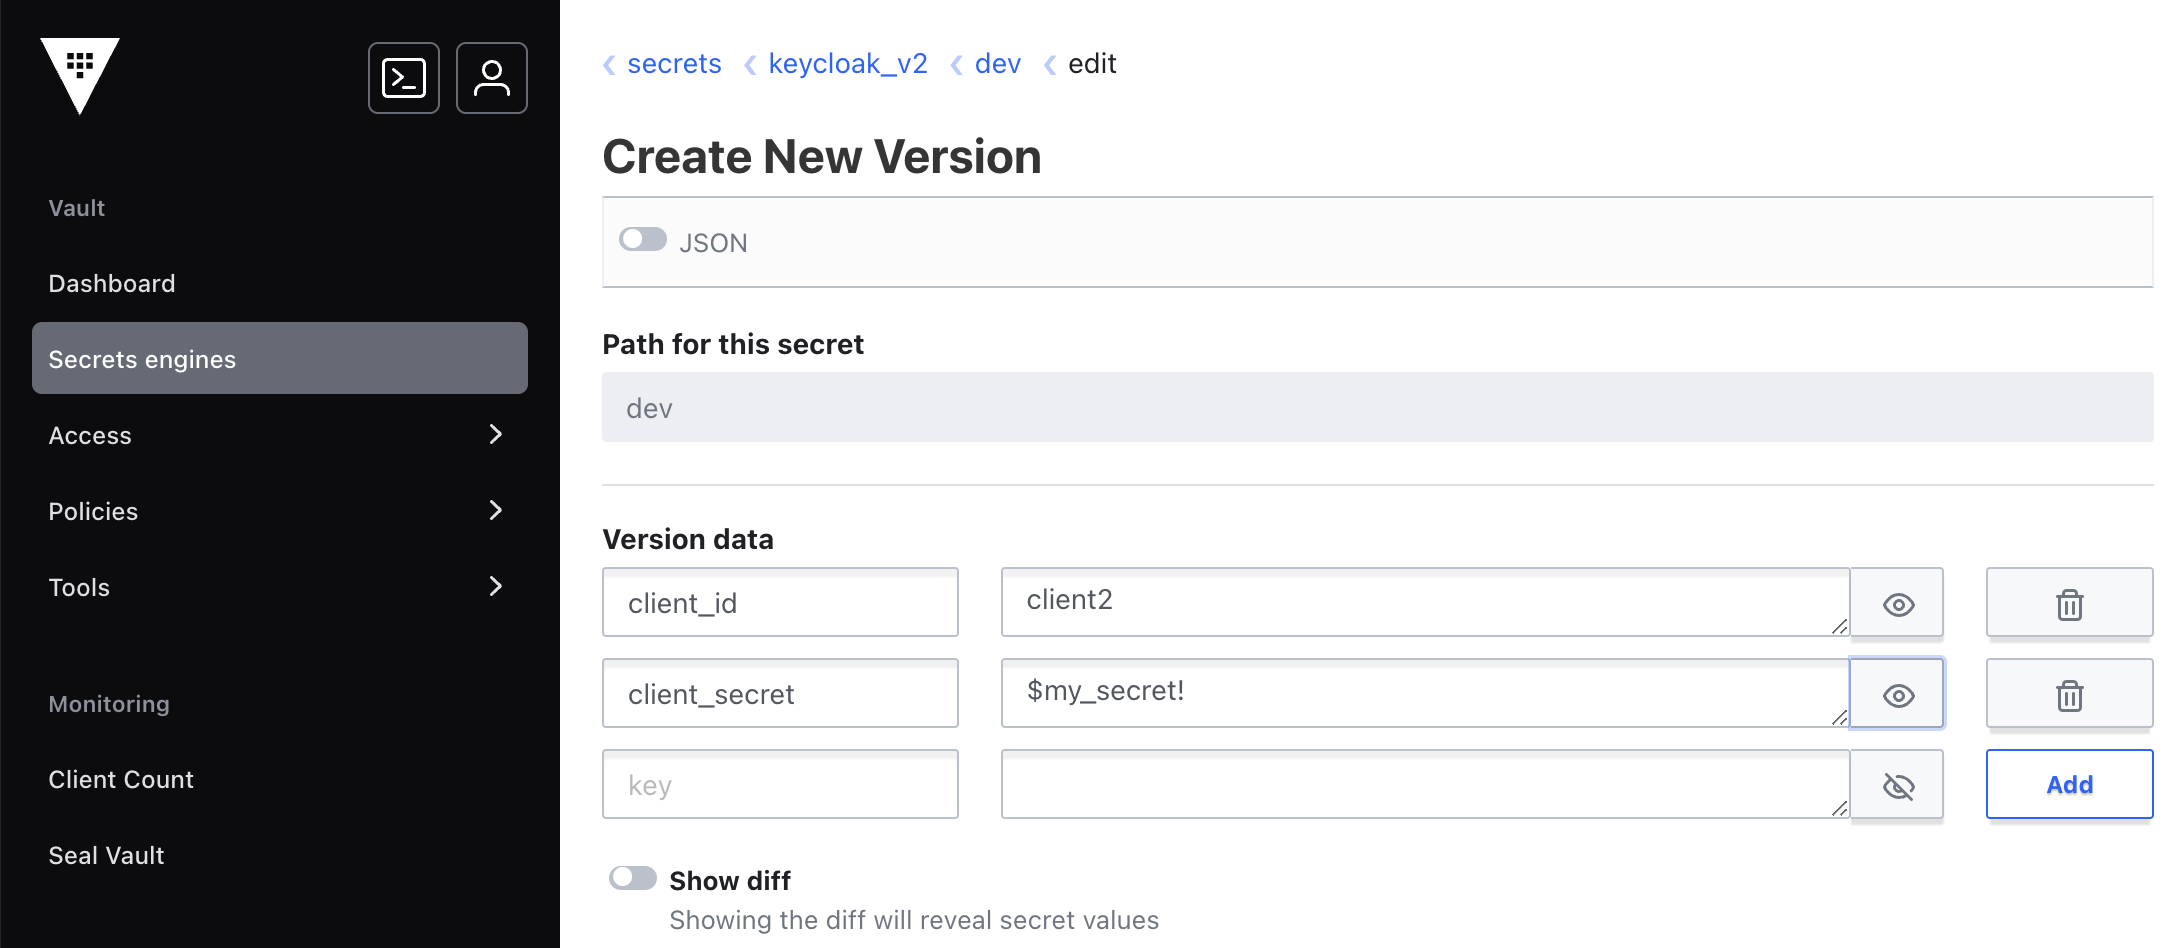 secrets keycloak_v2 dev edit
Create New Version
JSON
Path for this secret
dev
Version data
client_id client2
client_secret $my_secret!
key Add
Show diff
Showing the diff will reveal secret values
Vault
Dashboard
Secrets engines
Access
Policies
Tools
Monitoring
Client Count
Seal Vault